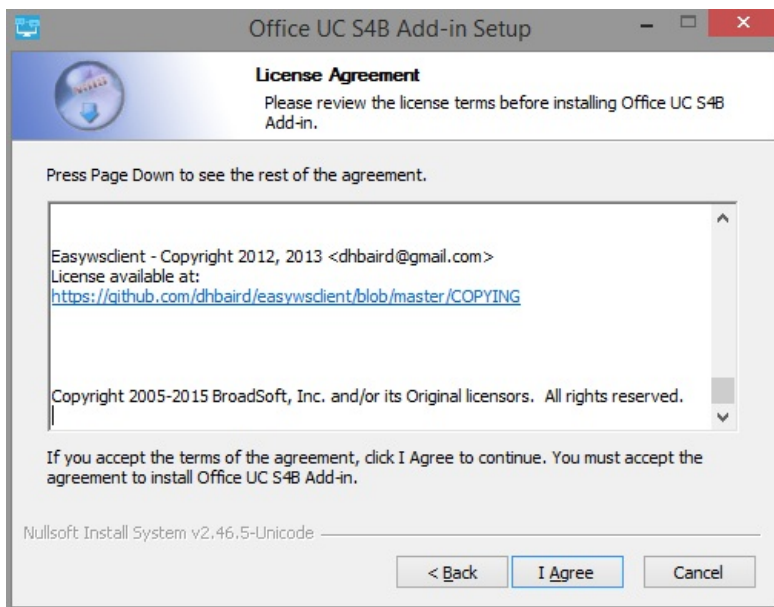 Office UC S4B Add-in Setup
License Agreement
Please review the license terms before installing Office UC S4B
Add-in.
Press Page Down to see the rest of the agreement.
Easywsclient - Copyright 2012, 2013 <dhbaird@gmail.com>
License available at:
https://github.com/dhbaird/easywsclient/blob/master/COPYING
Copyright 2005-2015 BroadSoft, Inc. and/or its Original licensors.  All rights reserved.
If you accept the terms of the agreement, click I Agree to continue. You must accept the
agreement to install Office UC S4B Add-in.
Nullsoft Install System v2.46.5-Unicode
< Back
I Agree
Cancel